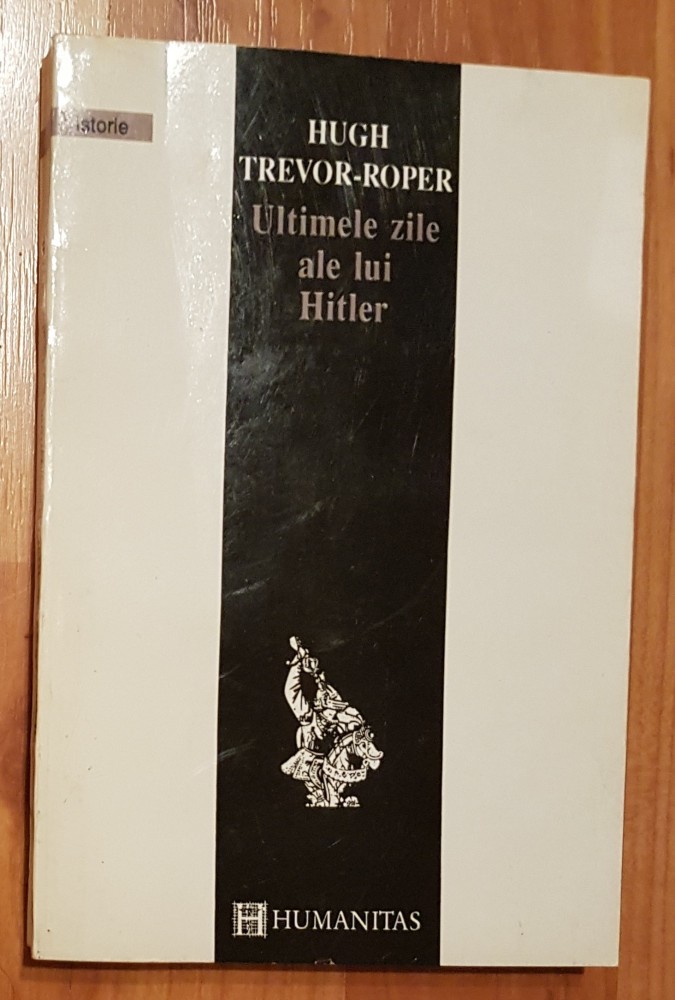 istorie
HUGH
TREVOR-ROPER
Ultimele zile
ale lui
Hitler
H HUMANITAS